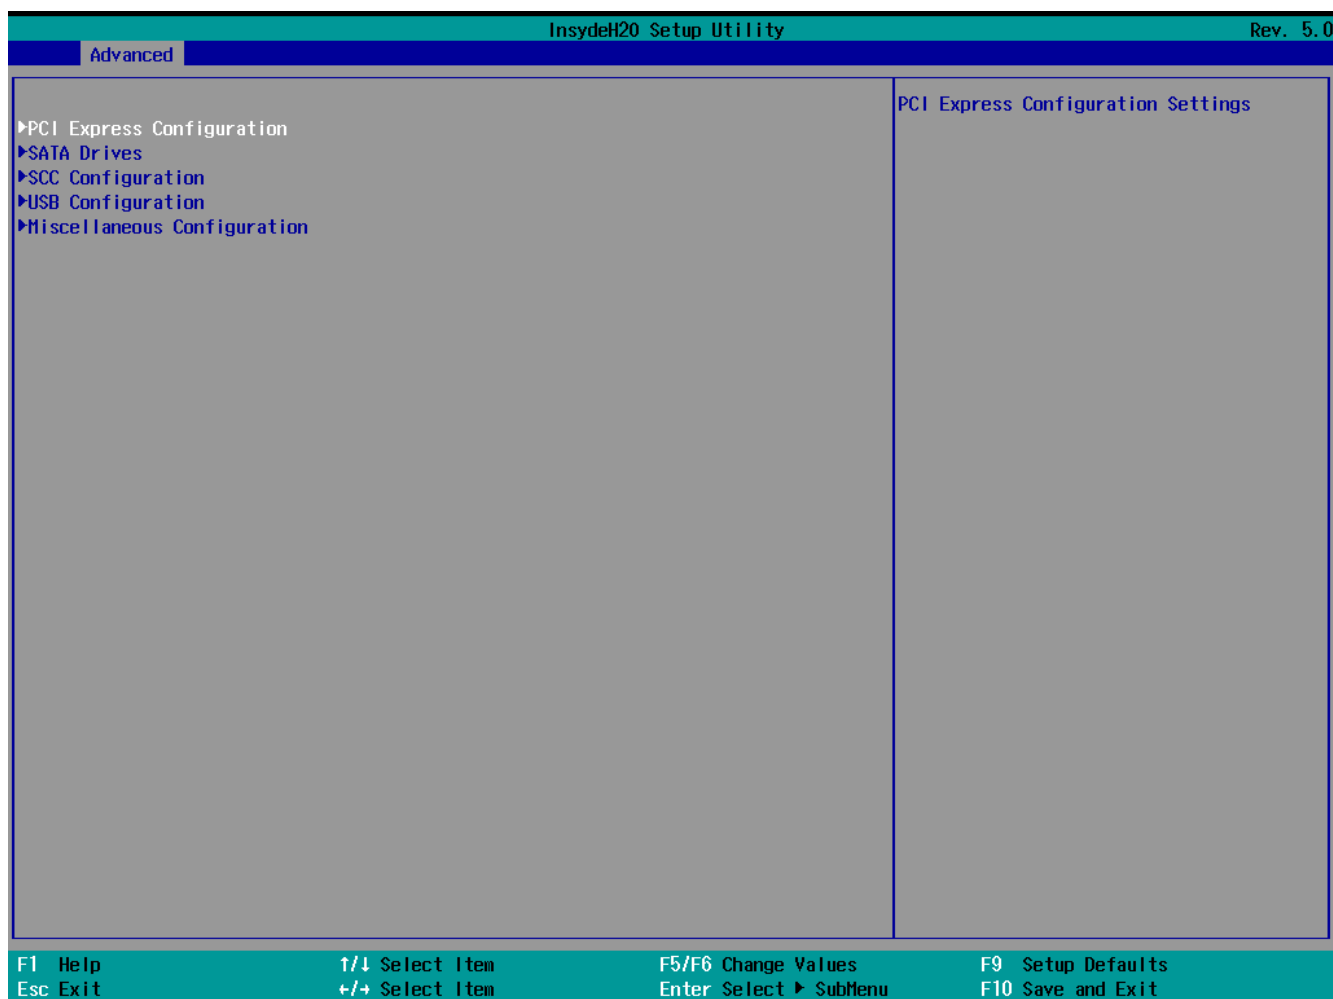 InsydeH20 Setup Utility Rev. 5.0
Advanced
PCI Express Configuration Settings
▶PCI Express Configuration
▶SATA Drives
▶SCC Configuration
▶USB Configuration
▶Miscellaneous Configuration
F1 Help ↑/↓ Select Item F5/F6 Change Values F9 Setup Defaults
Esc Exit ←/→ Select Item Enter Select ▶ SubMenu F10 Save and Exit